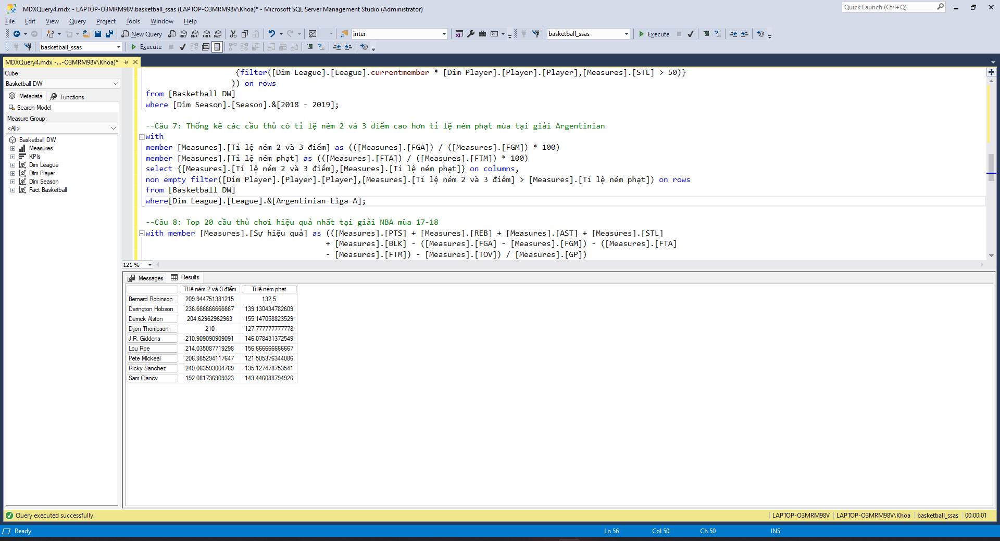 MDXQuery4.mdx - LAPTOP-O3MRM98V.basketball_ssas (LAPTOP-O3MRM98V\Khoa)* - Microsoft SQL Server Management Studio (Administrator)
Quick Launch (Ctrl+Q)
File Edit View Query Project Tools Window Help
New Query MDX DMX XMLA DAX inter basketball_ssas Execute
basketball_ssas Execute
MDXQuery4.mdx -...-O3MRM98V\Khoa)*
Cube:
Basketball DW
Metadata Functions
Search Model
Measure Group:
<All>
Basketball DW
Measures
KPIs
Dim League
Dim Player
Dim Season
Fact Basketball
{filter([Dim League].[League].currentmember * [Dim Player].[Player].[Player],[Measures].[STL] > 50)}
)) on rows
from [Basketball DW]
where [Dim Season].[Season].&[2018 - 2019];
--Câu 7: Thống kê các cầu thủ có tỉ lệ ném 2 và 3 điểm cao hơn tỉ lệ ném phạt mùa tại giải Argentinian
with
member [Measures].[Tỉ lệ ném 2 và 3 điểm] as (([Measures].[FGA]) / ([Measures].[FGM]) * 100)
member [Measures].[Tỉ lệ ném phạt] as (([Measures].[FTA]) / ([Measures].[FTM]) * 100)
select {[Measures].[Tỉ lệ ném 2 và 3 điểm],[Measures].[Tỉ lệ ném phạt]} on columns,
non empty filter([Dim Player].[Player].[Player],[Measures].[Tỉ lệ ném 2 và 3 điểm] > [Measures].[Tỉ lệ ném phạt]) on rows
from [Basketball DW]
where[Dim League].[League].&[Argentinian-Liga-A];
--Câu 8: Top 20 cầu thủ chơi hiệu quả nhất tại giải NBA mùa 17-18
with member [Measures].[Sự hiệu quả] as (([Measures].[PTS] + [Measures].[REB] + [Measures].[AST] + [Measures].[STL]
+ [Measures].[BLK] - ([Measures].[FGA] - [Measures].[FGM]) - ([Measures].[FTA]
- [Measures].[FTM]) - [Measures].[TOV]) / [Measures].[GP])
121 %
Messages Results
Tỉ lệ ném 2 và 3 điểm Tỉ lệ ném phạt
Bernard Robinson 209.944751381215 132.5
Darington Hobson 236.666666666667 139.130434782609
Derrick Alston 204.62962962963 155.147058823529
Dijon Thompson 210 127.777777777778
J.R. Giddens 210.909090909091 146.078431372549
Lou Roe 214.035087719298 156.666666666667
Pete Mickeal 206.985294117647 121.505376344086
Ricky Sanchez 240.063593004769 135.127478753541
Sam Clancy 192.081736909323 143.446088794926
Query executed successfully. LAPTOP-O3MRM98V LAPTOP-O3MRM98V\Khoa basketball_ssas 00:00:01
Ready Ln 56 Col 50 Ch 50 INS